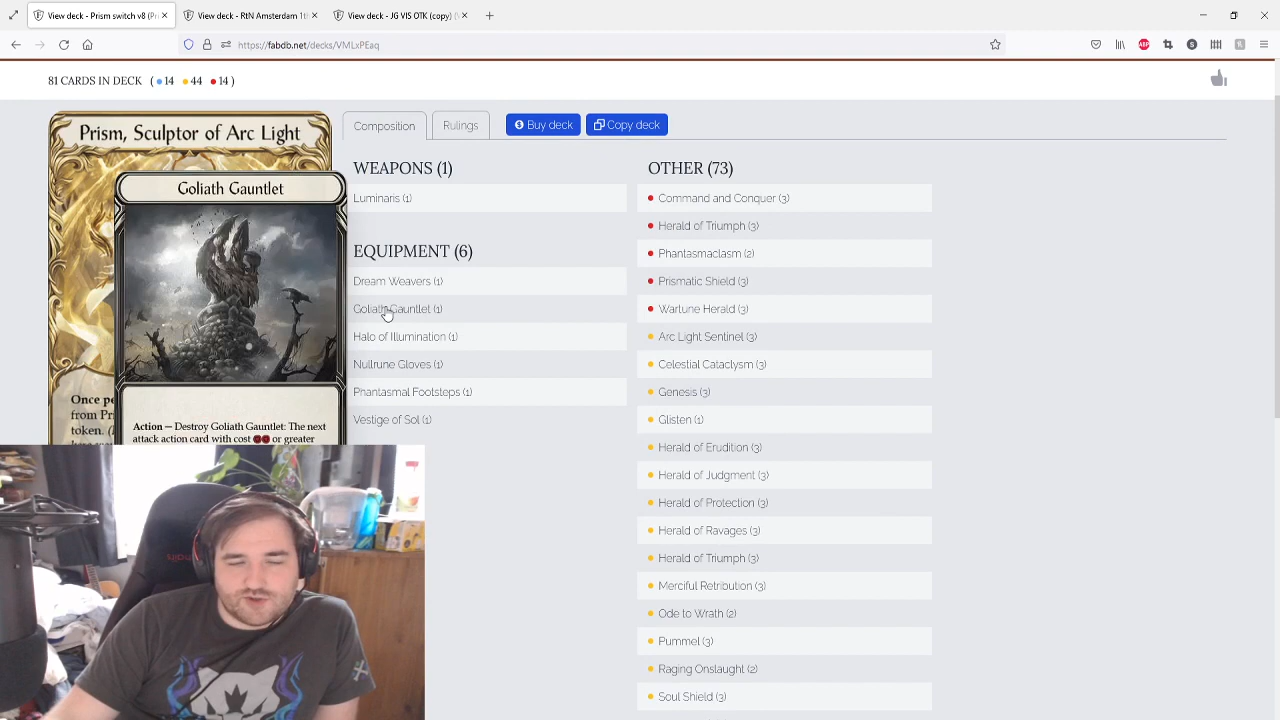 View deck - Prism switch v8 (Pri
View deck - RtN Amsterdam 1th
View deck - JG VIS OTK (copy) (V
https://fabdb.net/decks/VMLxPEaq
81 CARDS IN DECK ( 14 44 14 )
Prism, Sculptor of Arc Light
Goliath Gauntlet
Once pe
from Pri
token. (
Action — Destroy Goliath Gauntlet: The next
attack action card with cost or greater
Composition
Rulings
Buy deck
Copy deck
WEAPONS (1)
Luminaris (1)
EQUIPMENT (6)
Dream Weavers (1)
Goliath Gauntlet (1)
Halo of Illumination (1)
Nullrune Gloves (1)
Phantasmal Footsteps (1)
Vestige of Sol (1)
OTHER (73)
Command and Conquer (3)
Herald of Triumph (3)
Phantasmaclasm (2)
Prismatic Shield (3)
Wartune Herald (3)
Arc Light Sentinel (3)
Celestial Cataclysm (3)
Genesis (3)
Glisten (1)
Herald of Erudition (3)
Herald of Judgment (3)
Herald of Protection (3)
Herald of Ravages (3)
Herald of Triumph (3)
Merciful Retribution (3)
Ode to Wrath (2)
Pummel (3)
Raging Onslaught (2)
Soul Shield (3)